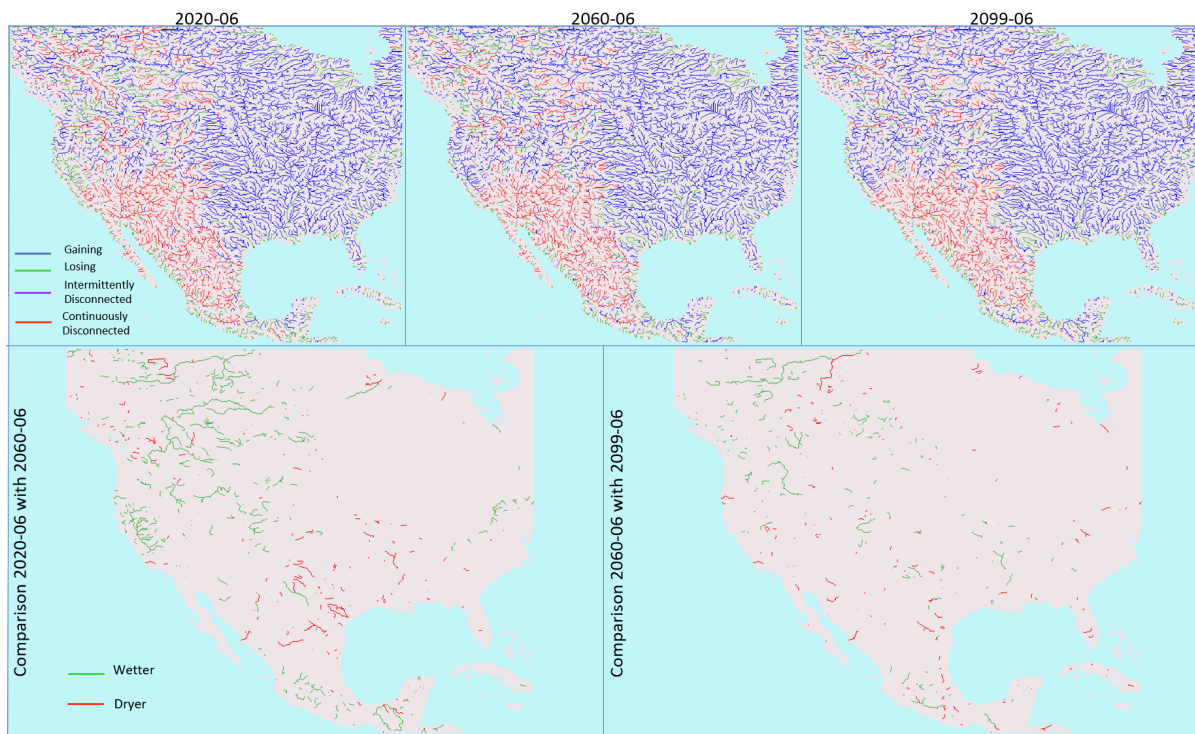 2020-06
2060-06
2099-06
Gaining
Losing
Intermittently
Disconnected
Continuously
Disconnected
Comparison 2020-06 with 2060-06
Wetter
Dryer
Comparison 2060-06 with 2099-06